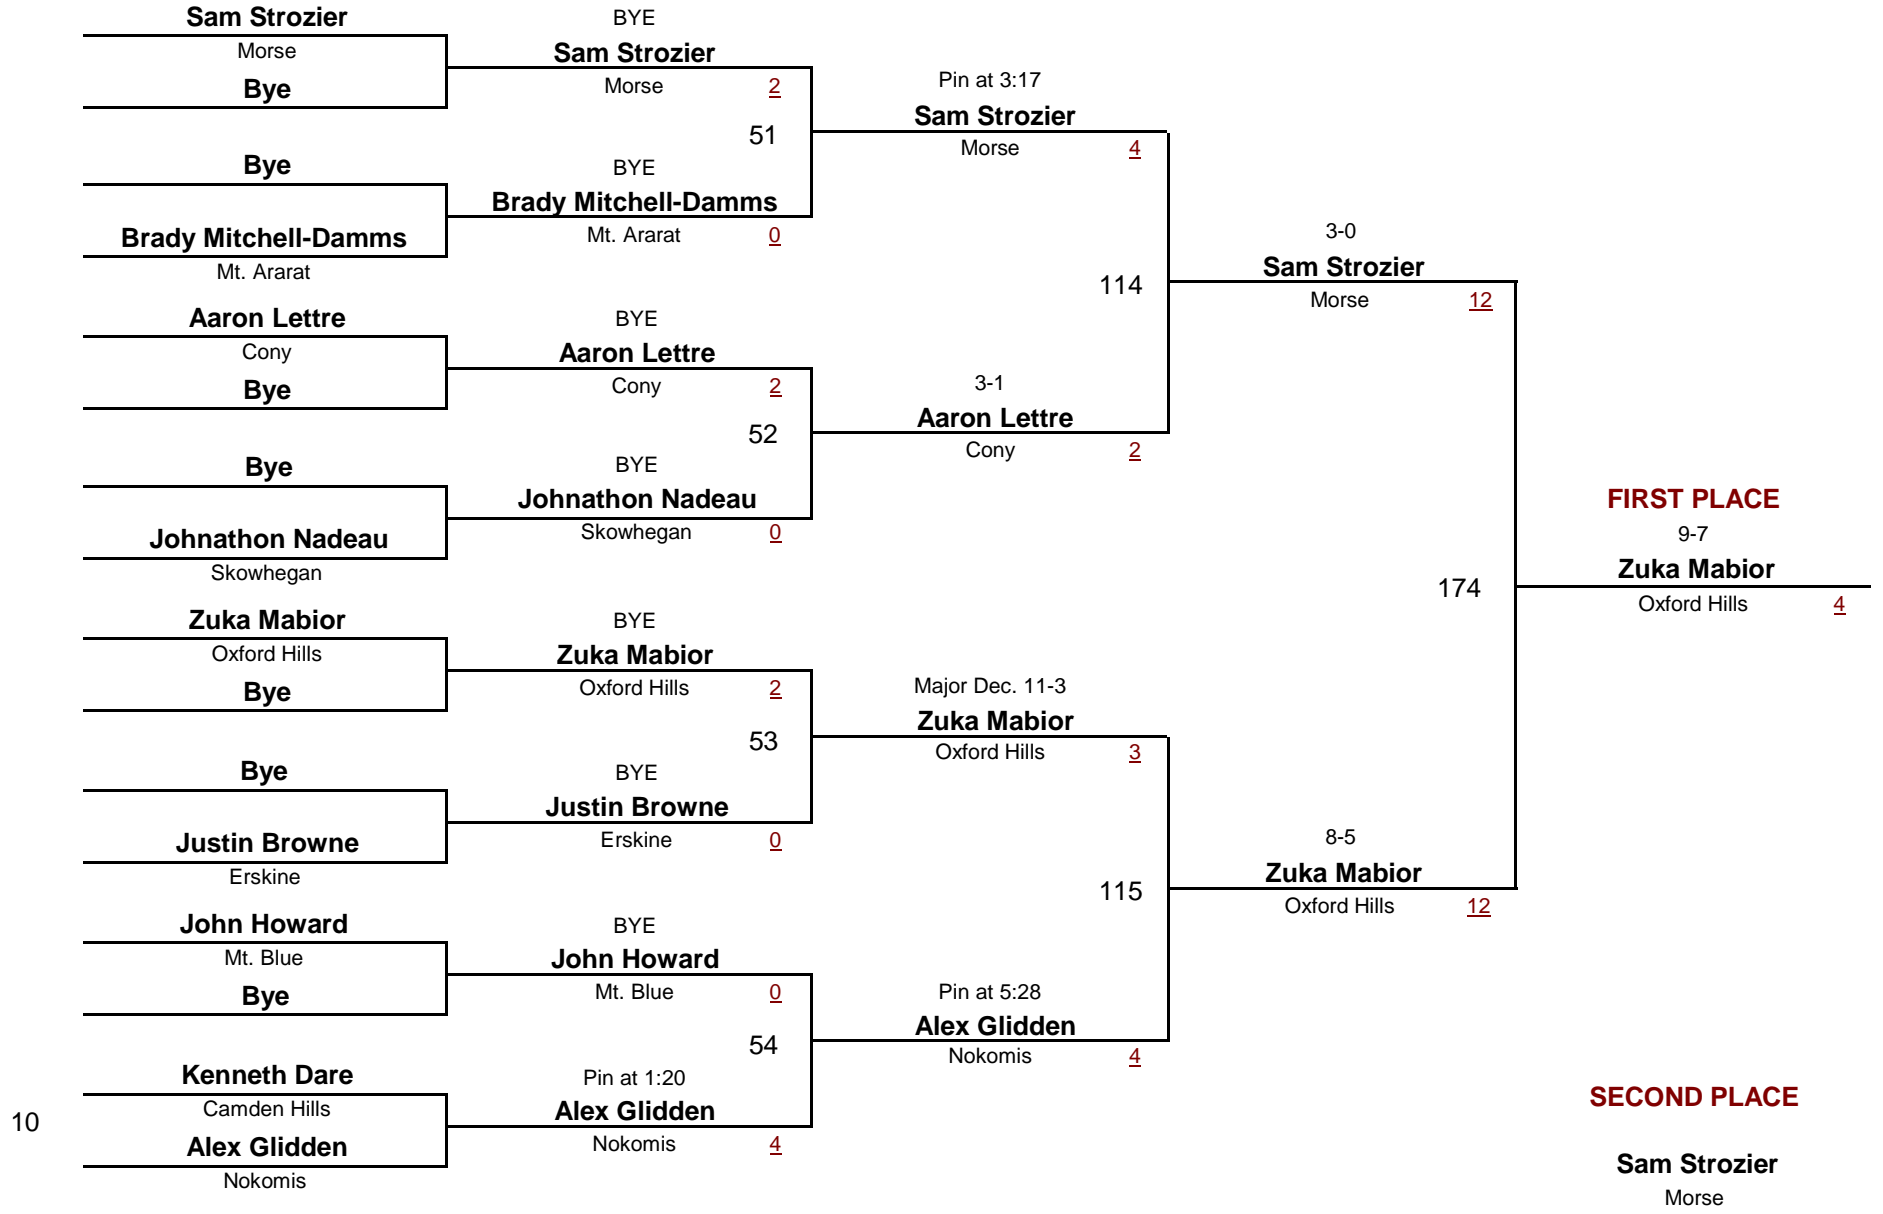 Sam Strozier
Morse
Bye
Bye
Brady Mitchell-Damms
Mt. Ararat
Aaron Lettre
Cony
Bye
Bye
Johnathon Nadeau
Skowhegan
Zuka Mabior
Oxford Hills
Bye
Bye
Justin Browne
Erskine
John Howard
Mt. Blue
Bye
Kenneth Dare
Camden Hills
10
Alex Glidden
Nokomis
BYE
Sam Strozier
Morse 2
51
BYE
Brady Mitchell-Damms
Mt. Ararat 0
BYE
Aaron Lettre
Cony 2
52
BYE
Johnathon Nadeau
Skowhegan 0
BYE
Zuka Mabior
Oxford Hills 2
53
BYE
Justin Browne
Erskine 0
BYE
John Howard
Mt. Blue 0
54
Pin at 1:20
Alex Glidden
Nokomis 4
Pin at 3:17
Sam Strozier
Morse 4
114
3-1
Aaron Lettre
Cony 2
Major Dec. 11-3
Zuka Mabior
Oxford Hills 3
115
Pin at 5:28
Alex Glidden
Nokomis 4
3-0
Sam Strozier
Morse 12
174
8-5
Zuka Mabior
Oxford Hills 12
FIRST PLACE
9-7
Zuka Mabior
Oxford Hills 4
SECOND PLACE
Sam Strozier
Morse